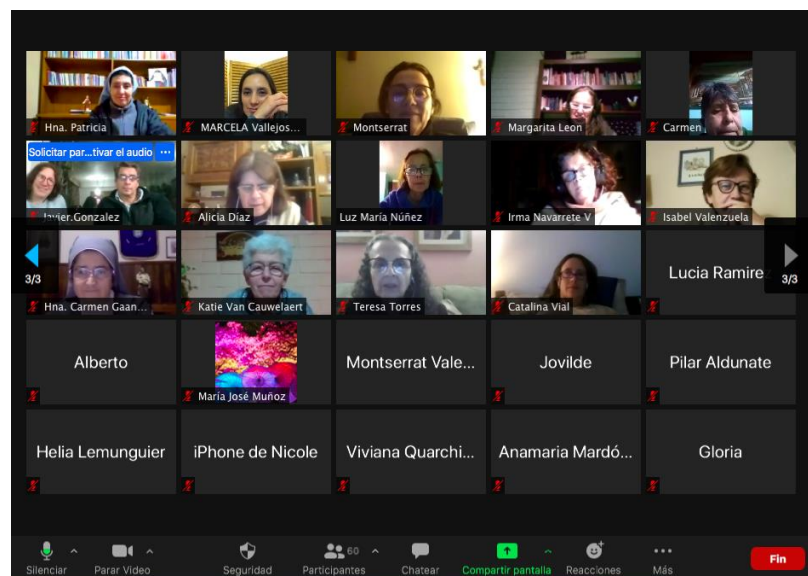 Hna. Patricia
MARCELA Vallejos...
Montserrat
Margarita Leon
Carmen
Solicitar par...tivar el audio ...
Javier.Gonzalez
Alicia Díaz
Luz María Núñez
Irma Navarrete V
Isabel Valenzuela
3/3
Hna. Carmen Gaan...
Katie Van Cauwelaert
Teresa Torres
Catalina Vial
Lucia Ramire
3/3
Alberto
María José Muñoz
Montserrat Vale...
Jovilde
Pilar Aldunate
Helia Lemunguier
iPhone de Nicole
Viviana Quarchi...
Anamaria Mardó...
Gloria
Silenciar
Parar Video
Seguridad
60
Participantes
Chatear
Compartir pantalla
Reacciones
Más
Fin